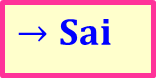 → Sai